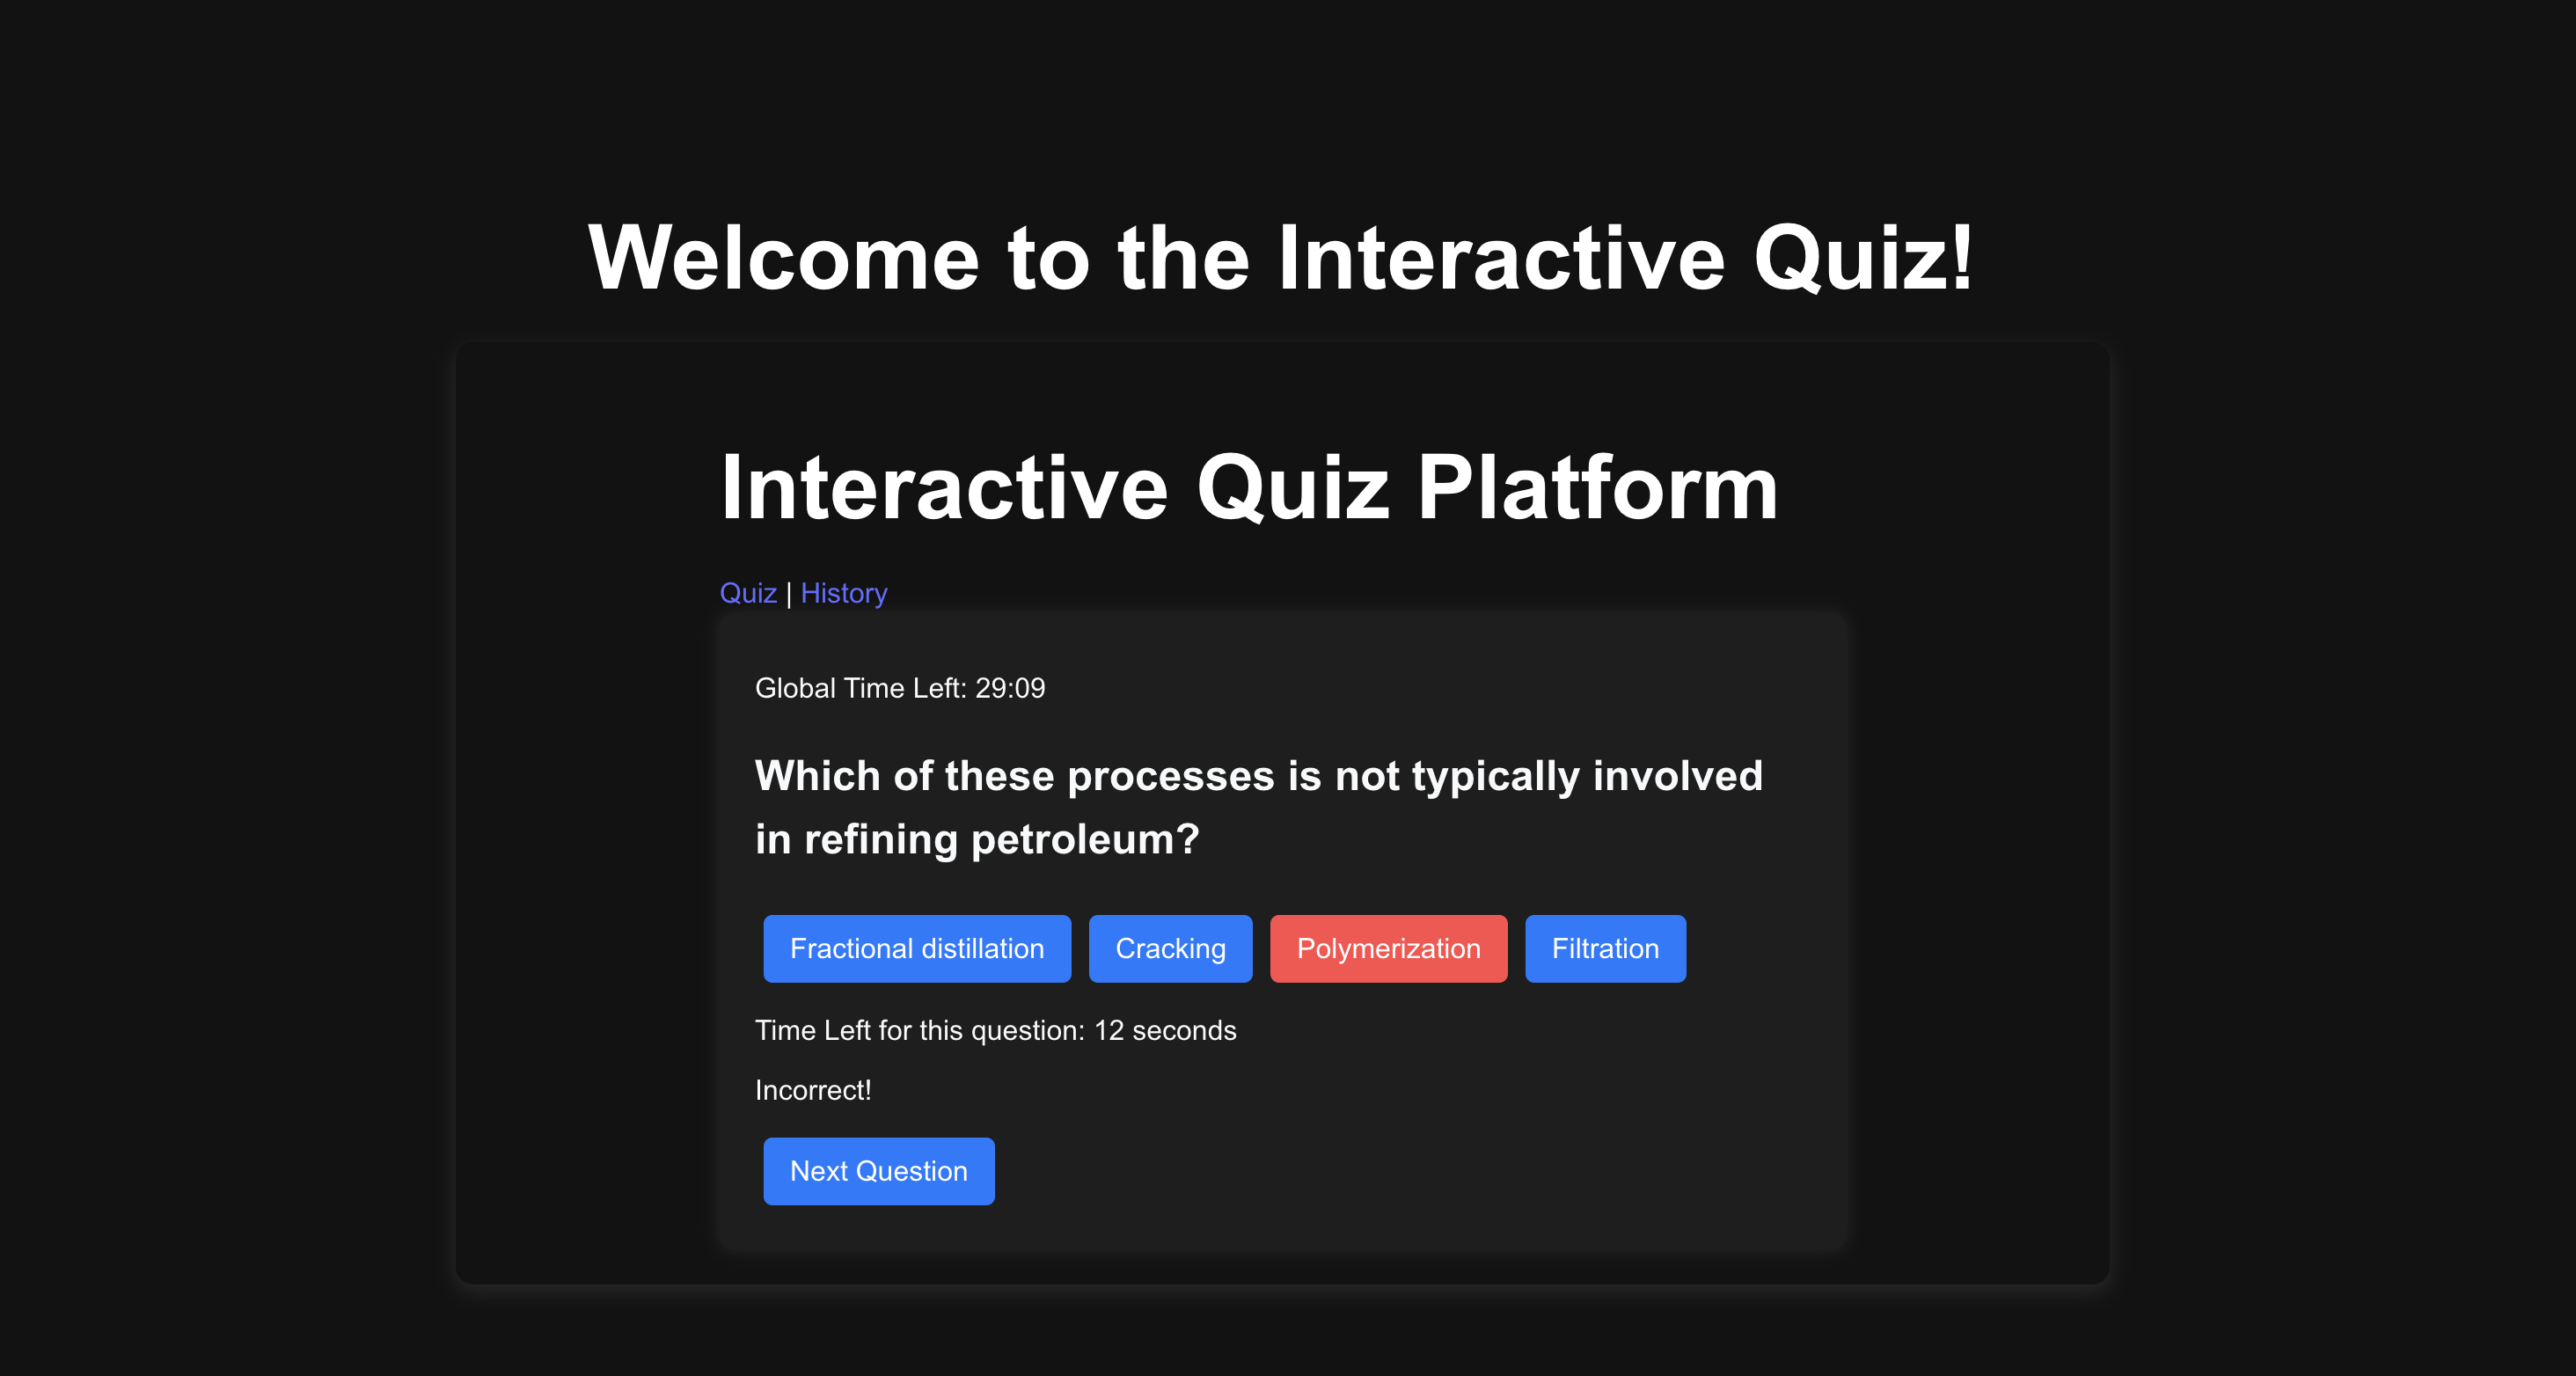 Welcome to the Interactive Quiz!
Interactive Quiz Platform
Quiz | History
Global Time Left: 29:09
Which of these processes is not typically involved
in refining petroleum?
Fractional distillation Cracking Polymerization Filtration
Time Left for this question: 12 seconds
Incorrect!
Next Question